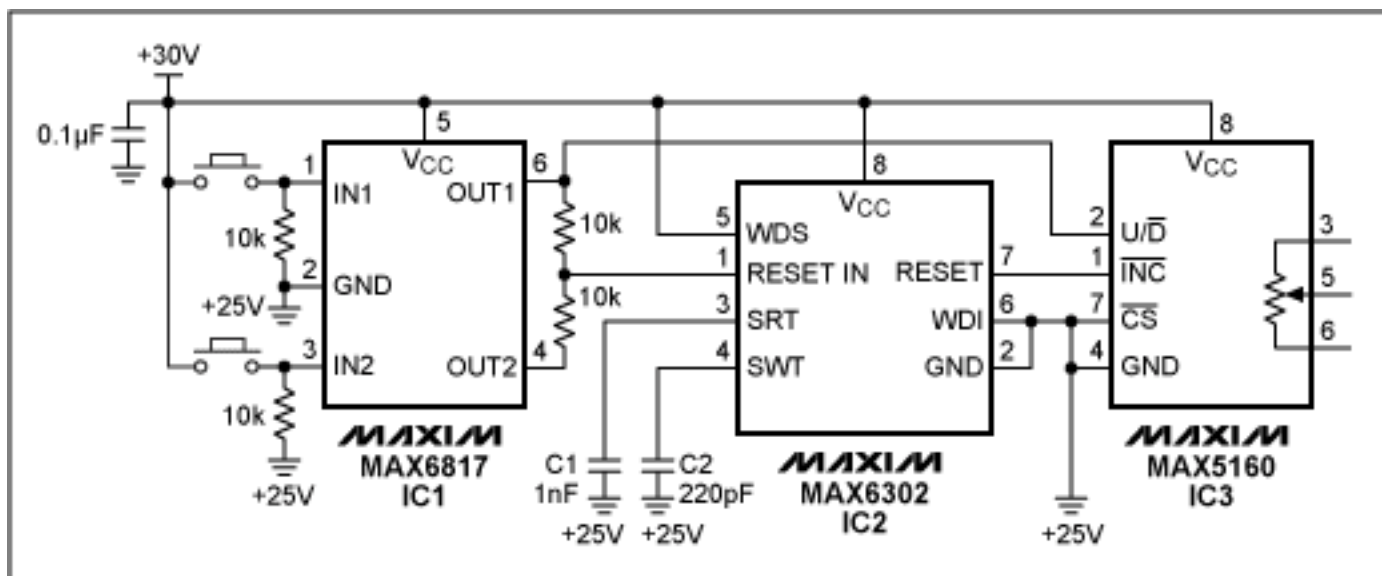 +30V
0.1µF
5
VCC
1
IN1
6
OUT1
10k
2
GND
+25V
3
IN2
4
OUT2
10k
+25V
MAXIM
MAX6817
IC1
10k
10k
8
VCC
5
WDS
1
RESET IN
RESET
7
3
SRT
WDI
6
4
SWT
GND
2
C1
1nF
+25V
C2
220pF
+25V
MAXIM
MAX6302
IC2
8
VCC
2
U/D̅
1
I̅N̅C̅
7
C̅S̅
4
GND
3
5
6
+25V
MAXIM
MAX5160
IC3